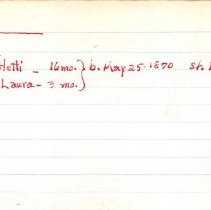 Hetti - 16 mo. } b. May 25-1870 St.
Laura - 3 mo. }